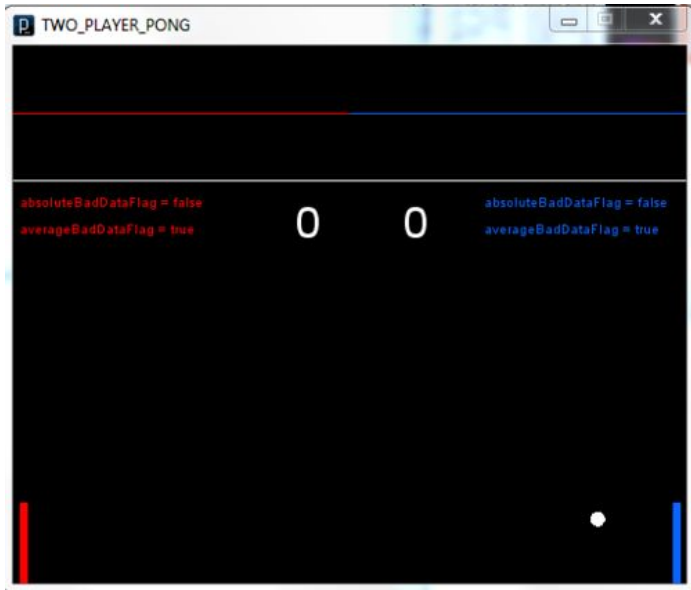 TWO_PLAYER_PONG
absoluteBadDataFlag = false
averageBadDataFlag = true
0 0
absoluteBadDataFlag = false
averageBadDataFlag = true